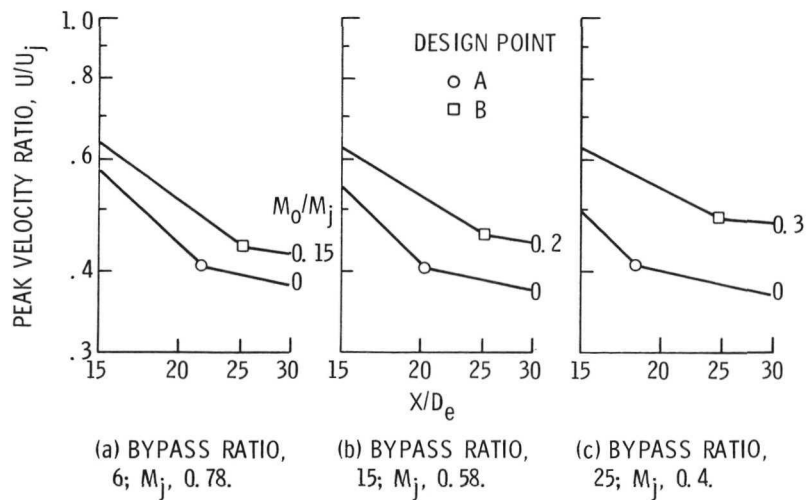 PEAK VELOCITY RATIO, U/Uj
1.0
.8
.6
.4
.3
DESIGN POINT
A
B
Mo/Mj
0.15
0
0.2
0
0.3
0
15 20 25 30 15 20 25 30 15 20 25 30
X/De
(a) BYPASS RATIO,
6; Mj, 0.78.
(b) BYPASS RATIO,
15; Mj, 0.58.
(c) BYPASS RATIO,
25; Mj, 0.4.